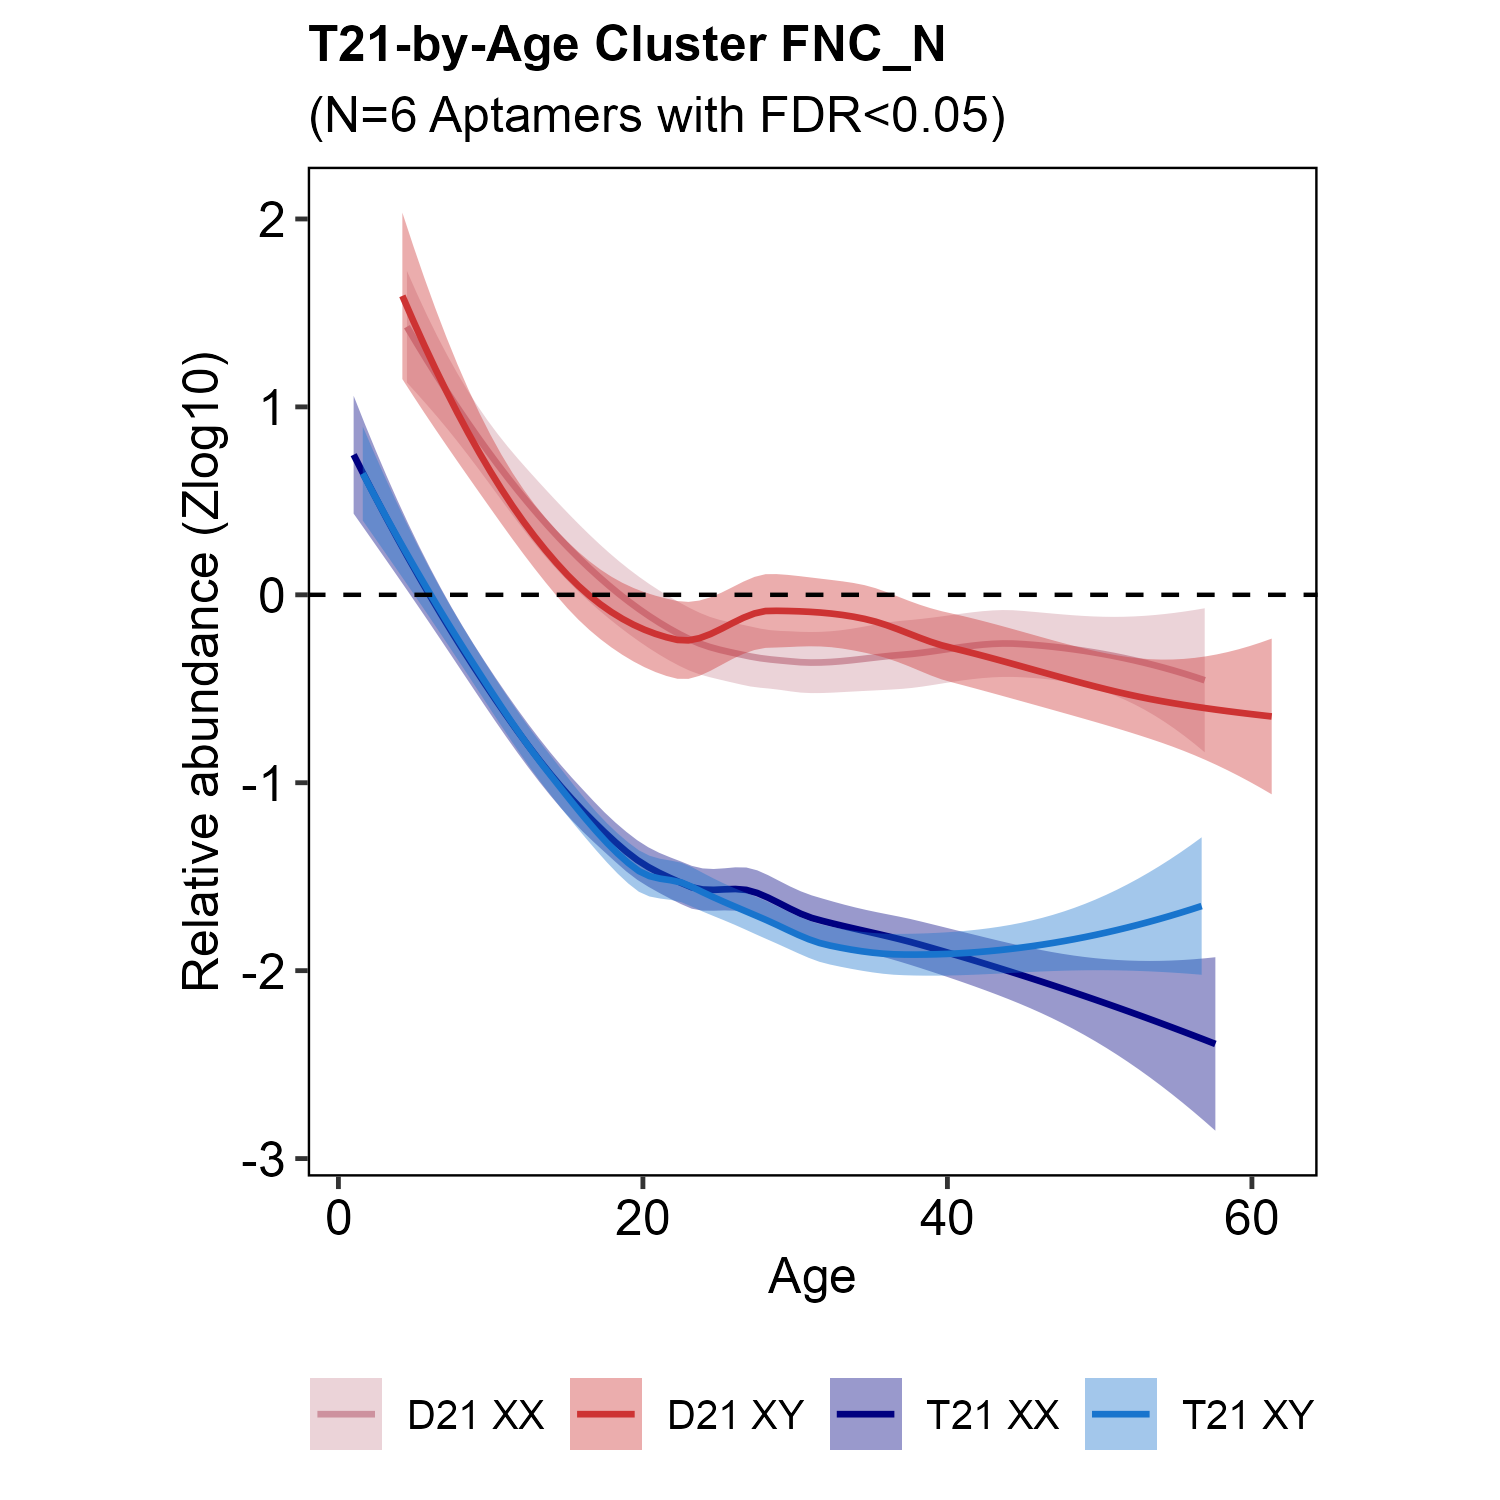 T21-by-Age Cluster FNC_N
(N=6 Aptamers with FDR<0.05)
Relative abundance (Zlog10)
2
1
0
-1
-2
-3
0 20 40 60
Age
D21 XX D21 XY T21 XX T21 XY